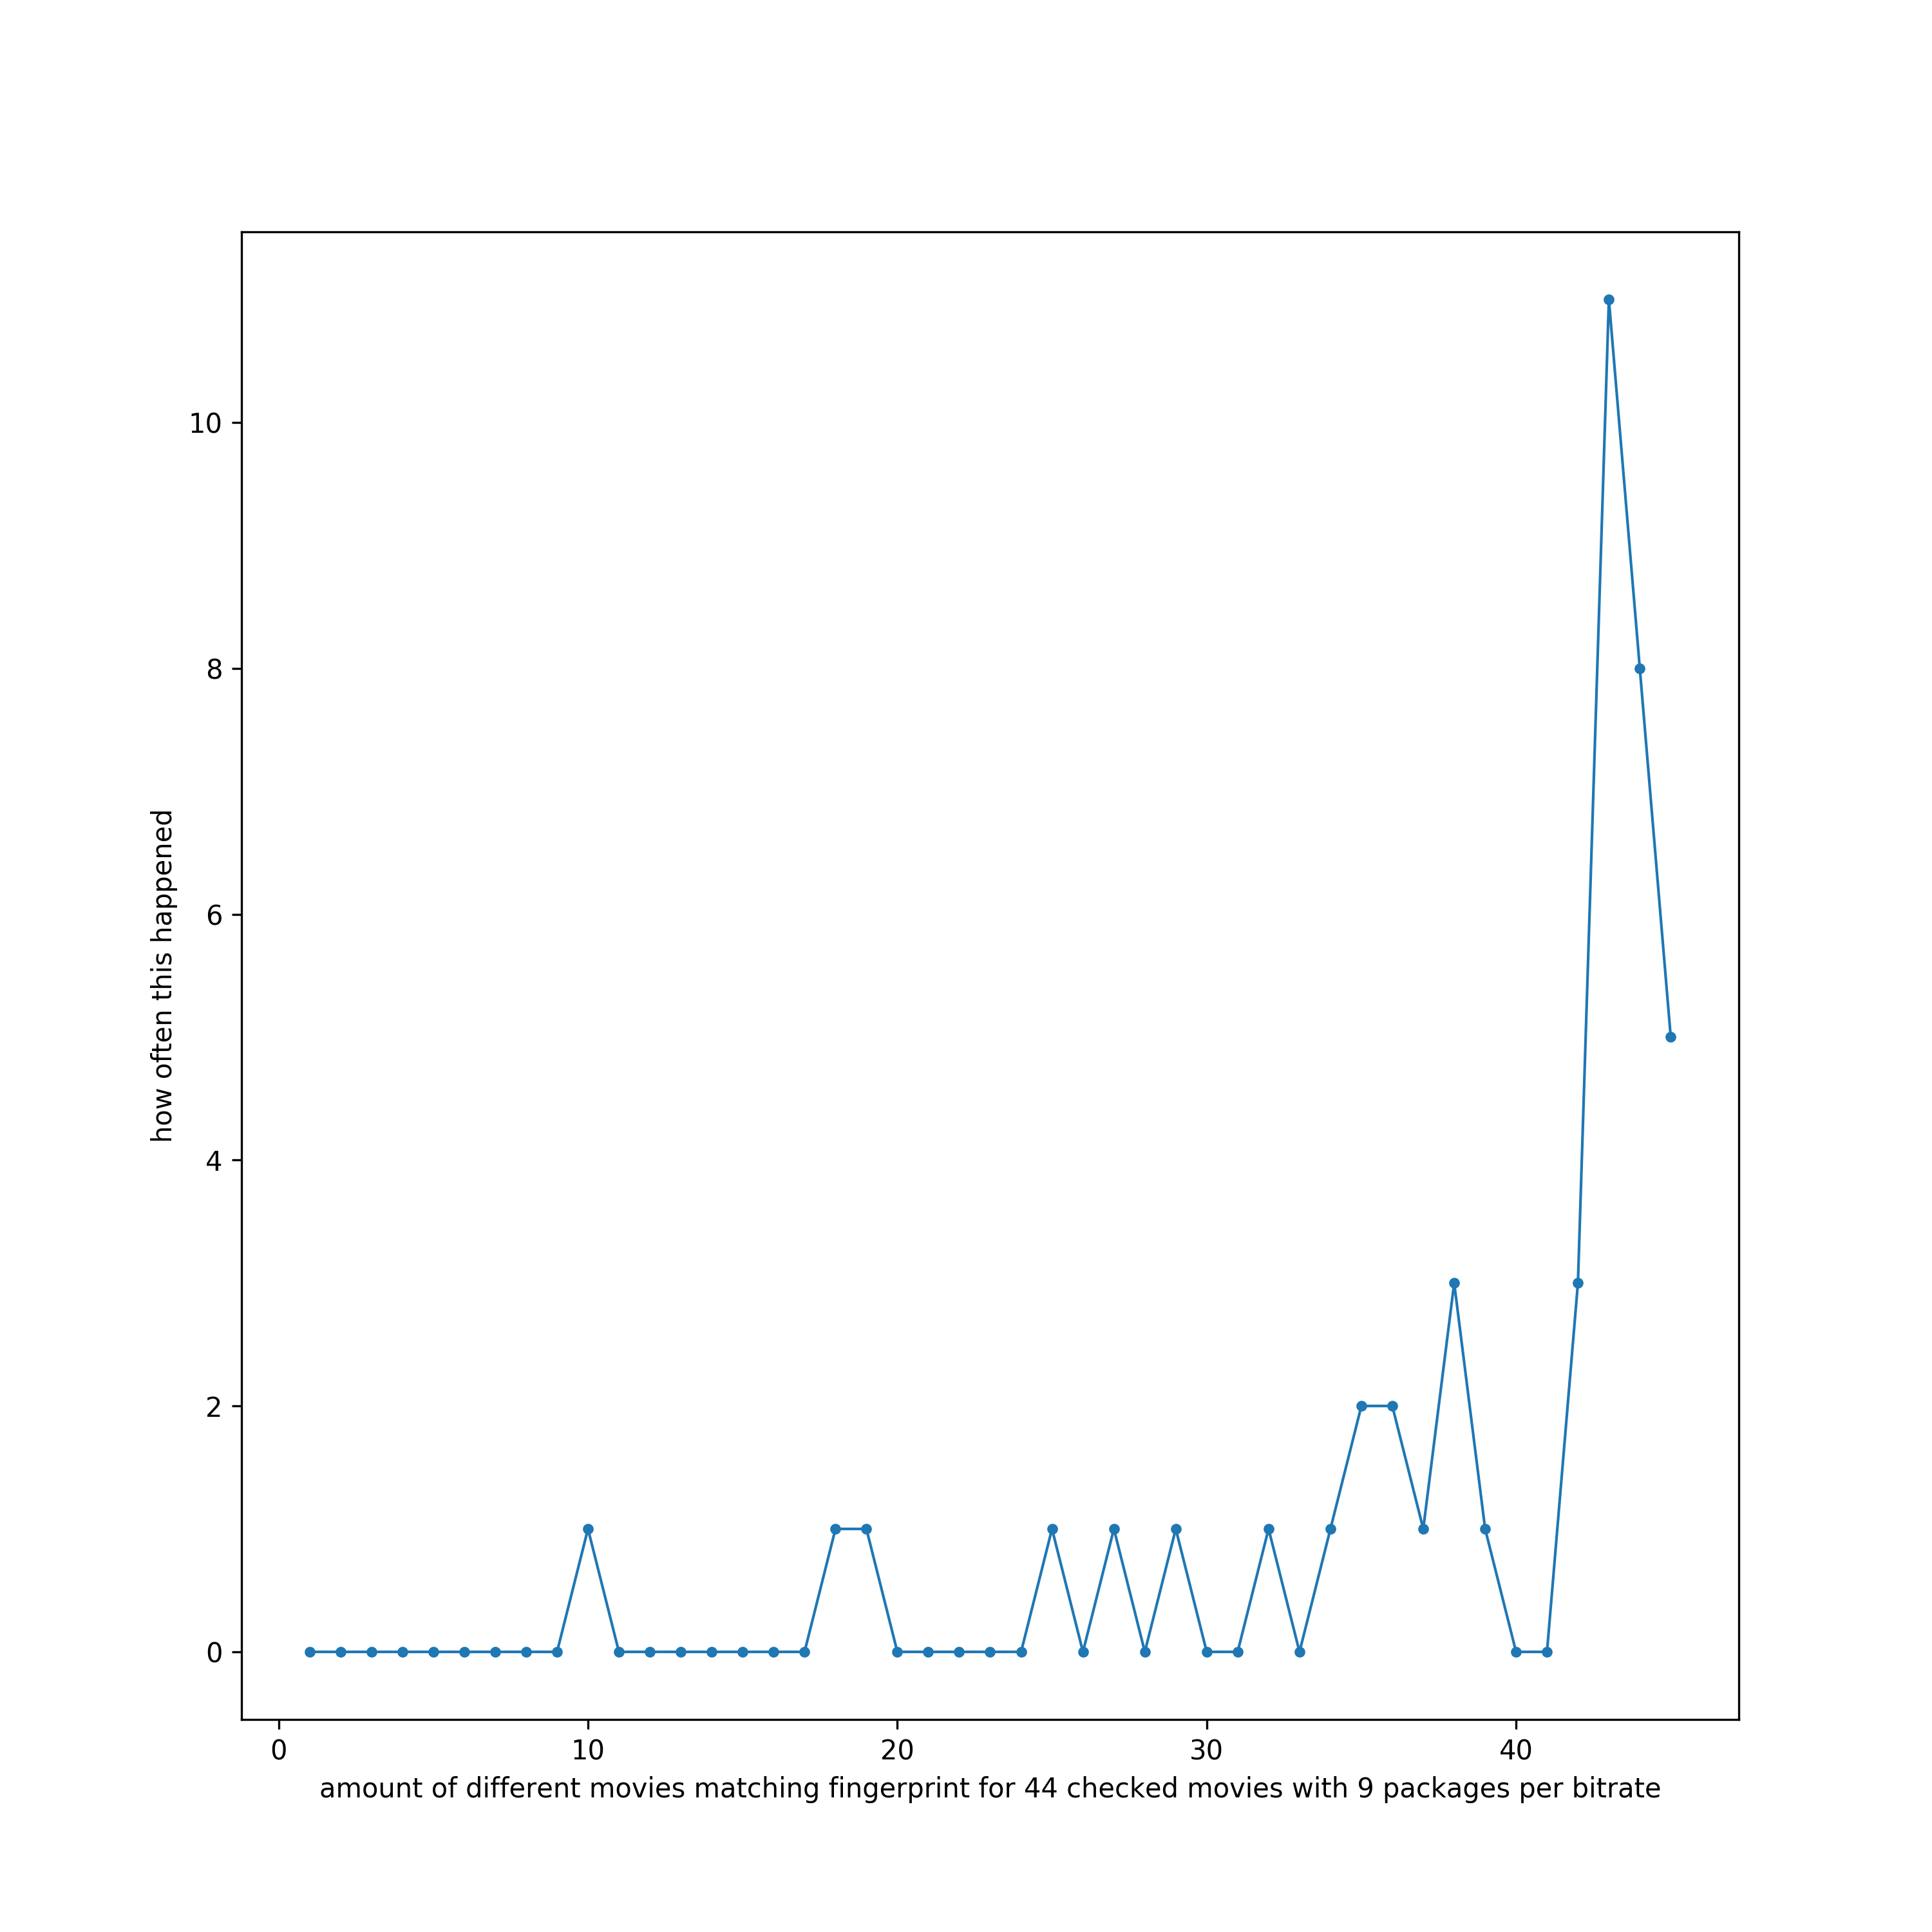 10
8
6
4
2
0
how often this happened
0 10 20 30 40
amount of different movies matching fingerprint for 44 checked movies with 9 packages per bitrate